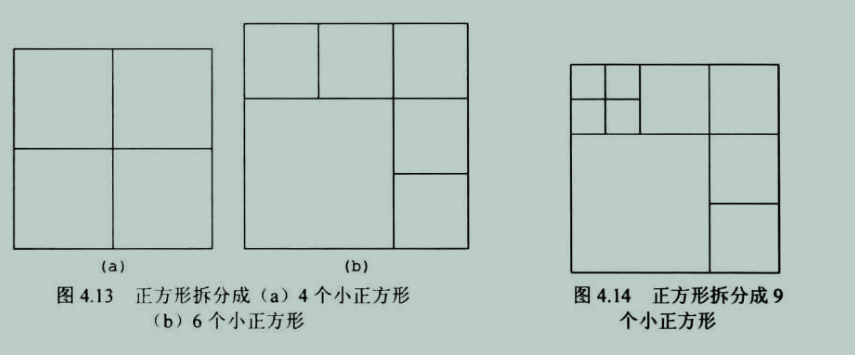 (a)
(b)
图 4.13 正方形拆分成（a）4 个小正方形
（b）6 个小正方形
图 4.14 正方形拆分成 9
个小正方形